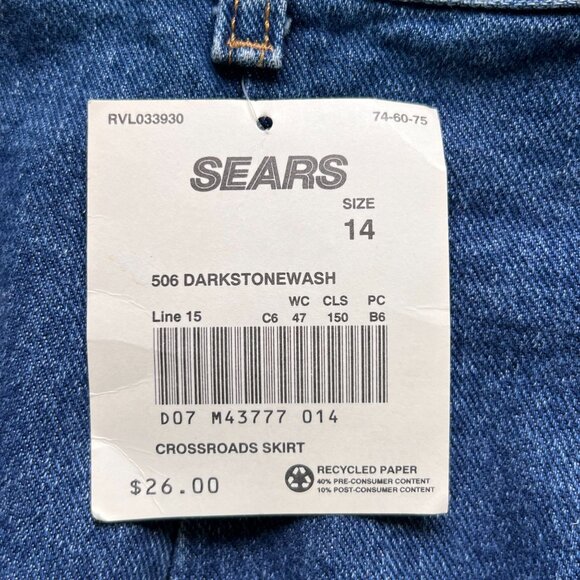 RVL033930 74-60-75
SEARS
SIZE
14
506 DARKSTONEWASH
WC CLS PC
Line 15 C6 47 150 B6
D07 M43777 014
CROSSROADS SKIRT
$26.00
RECYCLED PAPER
40% PRE-CONSUMER CONTENT
10% POST-CONSUMER CONTENT